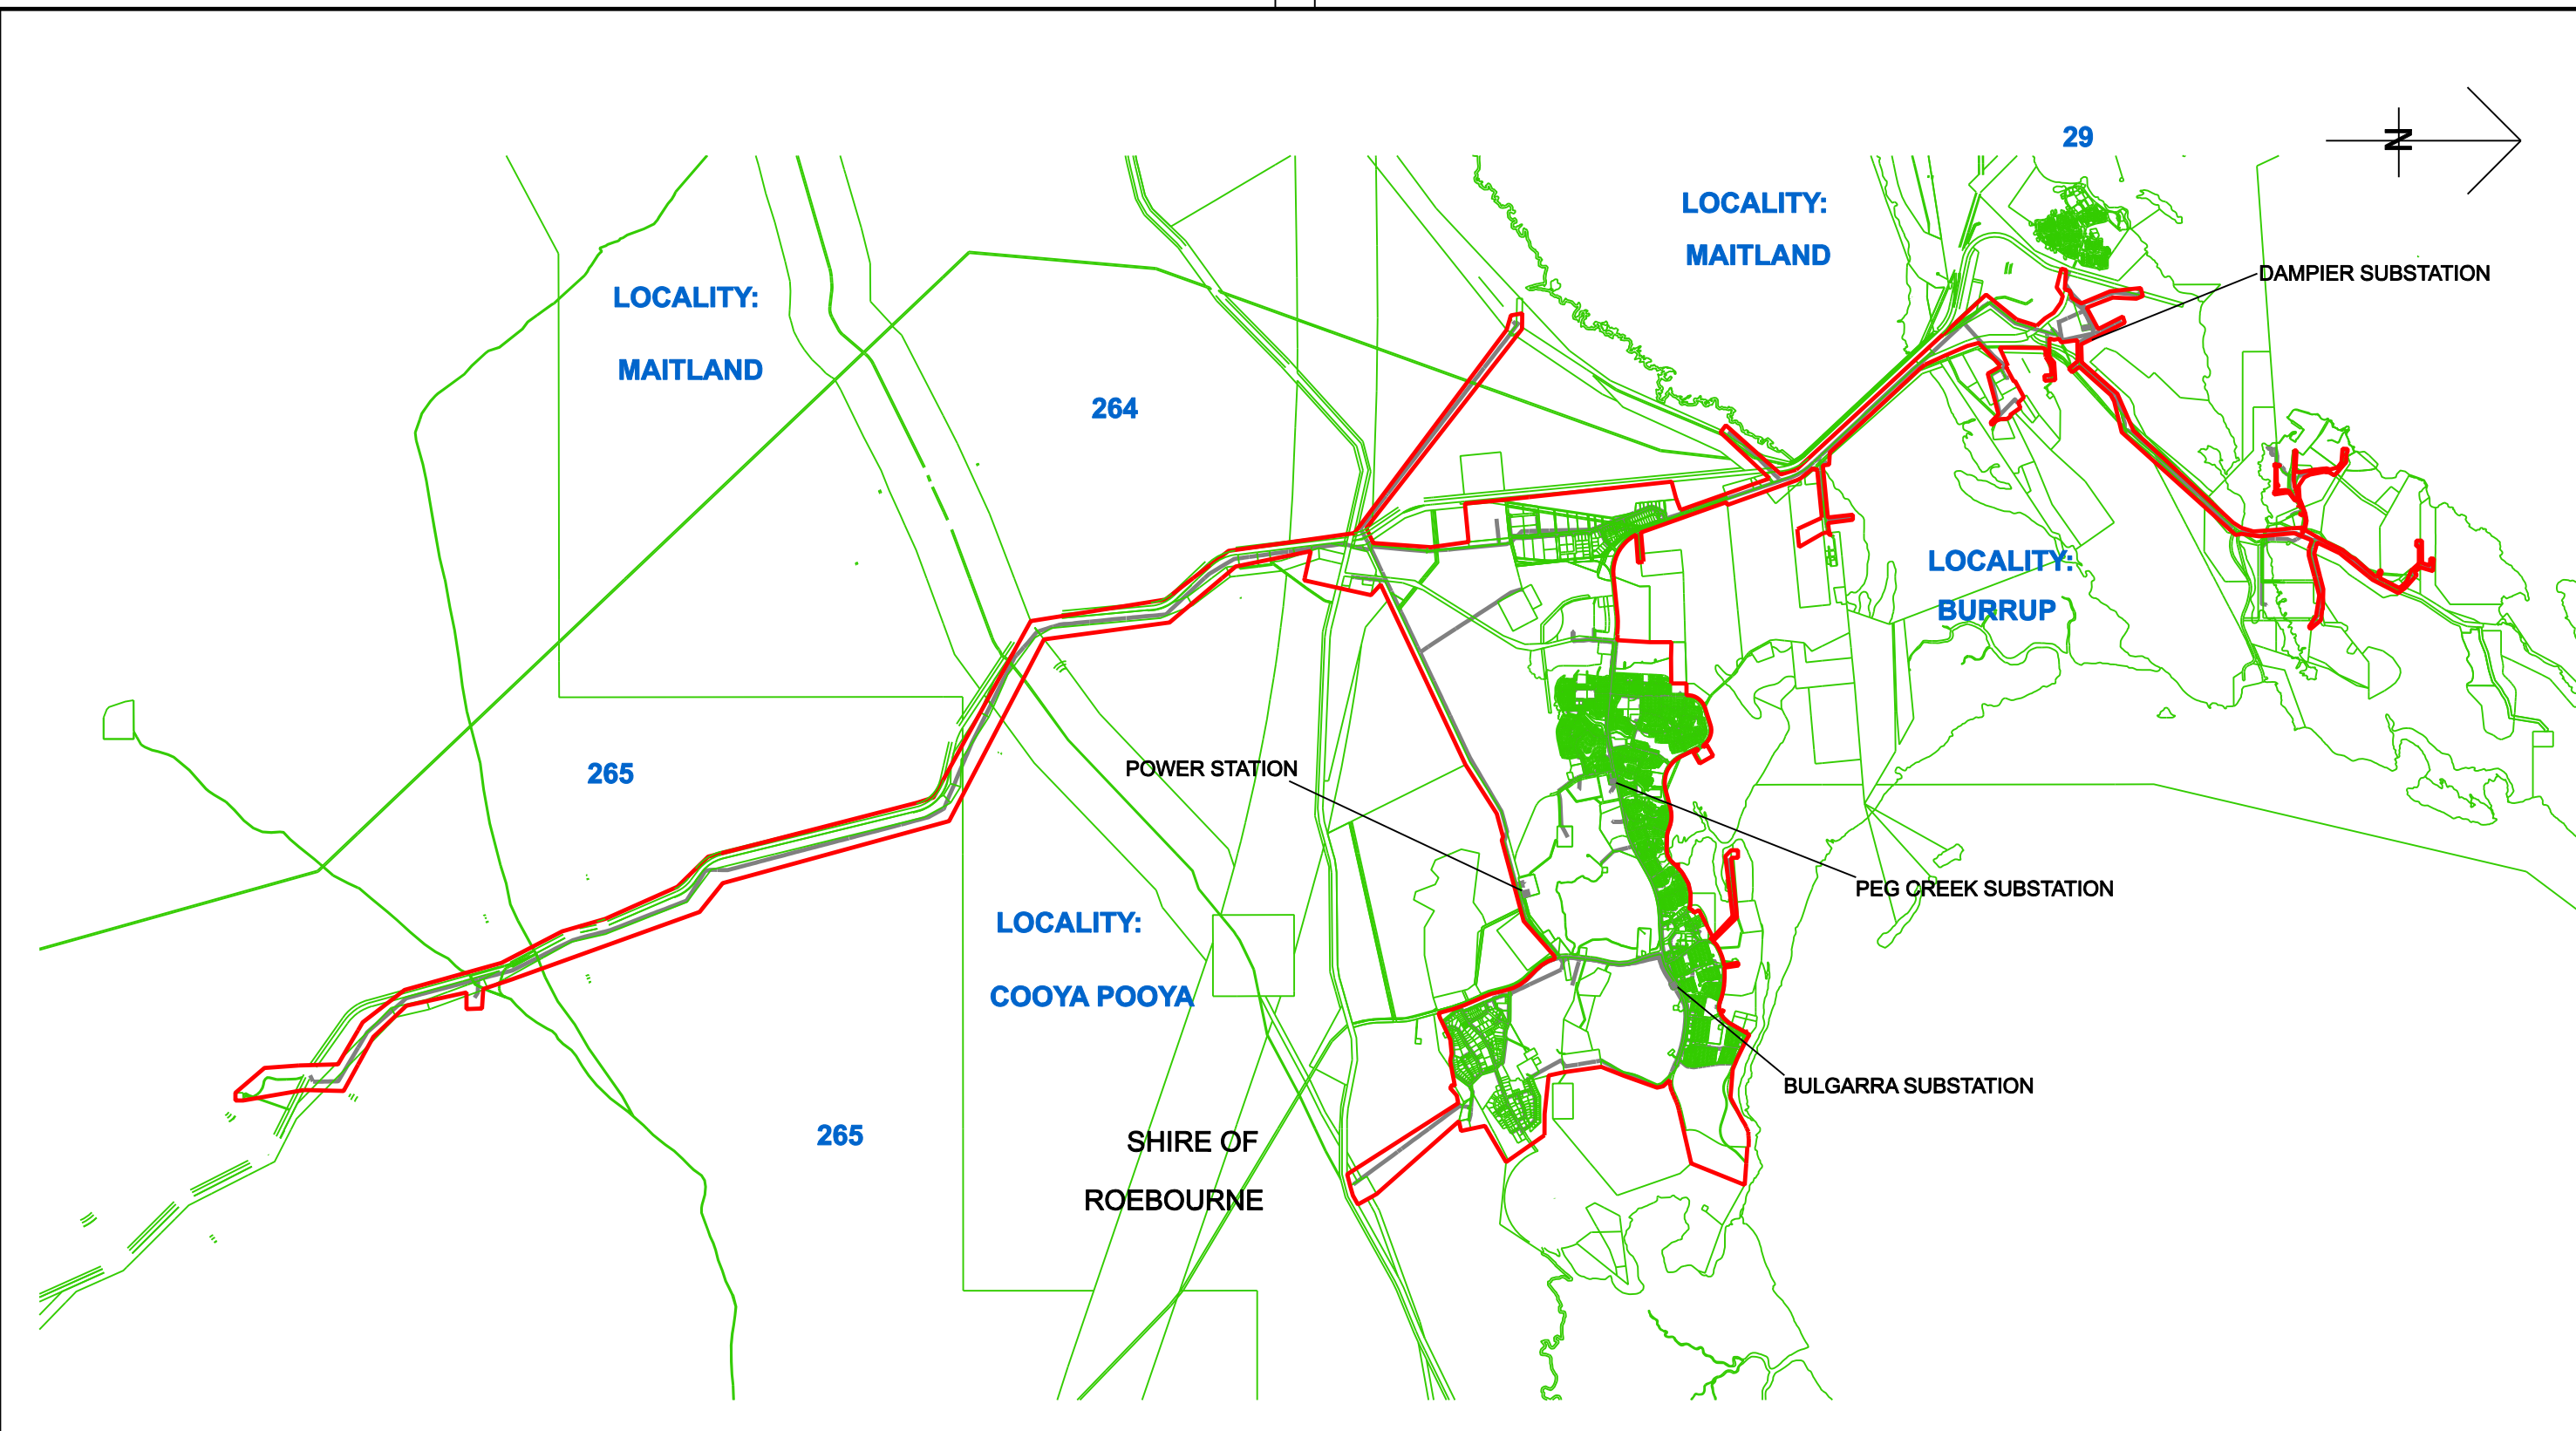 29
N
LOCALITY:
MAITLAND
DAMPIER SUBSTATION
LOCALITY:
MAITLAND
264
LOCALITY:
BURRUP
265
POWER STATION
PEG CREEK SUBSTATION
LOCALITY:
COOYA POOYA
BULGARRA SUBSTATION
265
SHIRE OF
ROEBOURNE